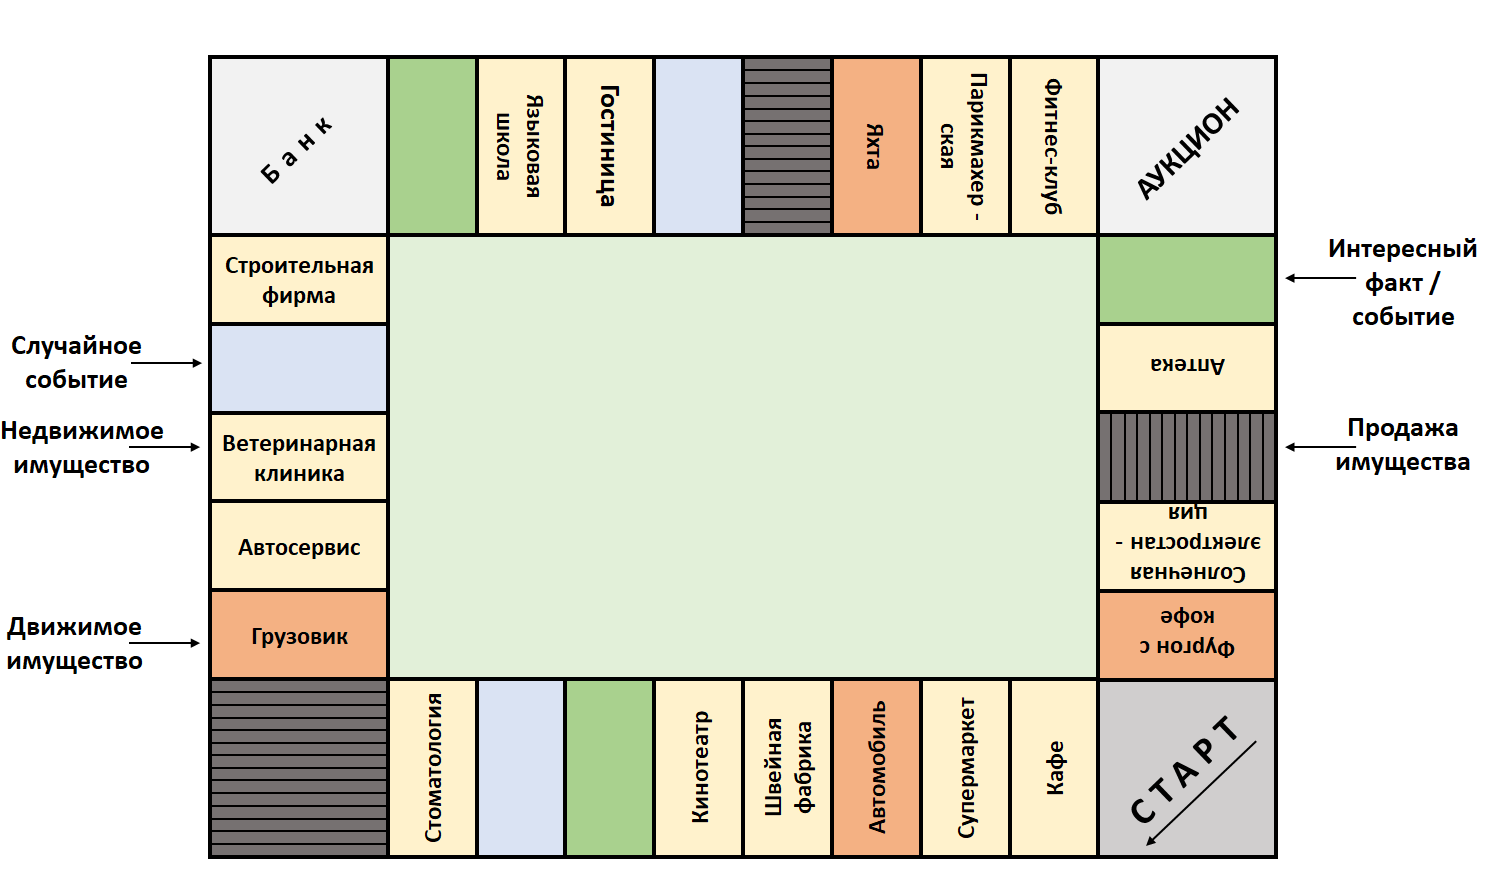 Банк
Языковая
школа
Гостиница
Яхта
Парикмахер -
ская
Фитнес-клуб
АУКЦИОН
Строительная
фирма
Интересный
факт /
событие
Случайное
событие
Аптека
Недвижимое
имущество
Ветеринарная
клиника
Продажа
имущества
Автосервис
Солнечная
электростан -
ция
Движимое
имущество
Грузовик
Фургон с
кофе
Стоматология
Кинотеатр
Швейная
фабрика
Автомобиль
Супермаркет
Кафе
СТАРТ